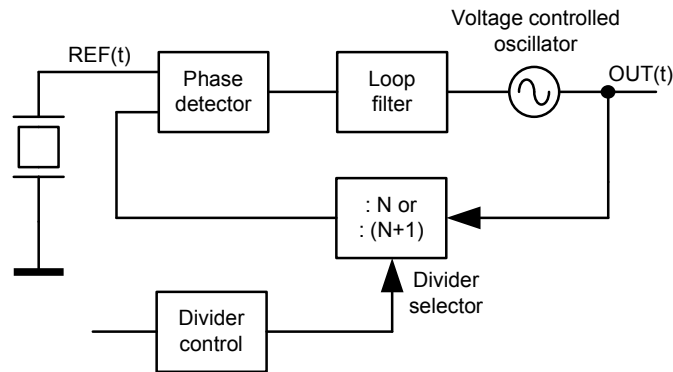 Voltage controlled
oscillator
REF(t)
OUT(t)
Phase
detector
Loop
filter
: N or
: (N+1)
Divider
selector
Divider
control